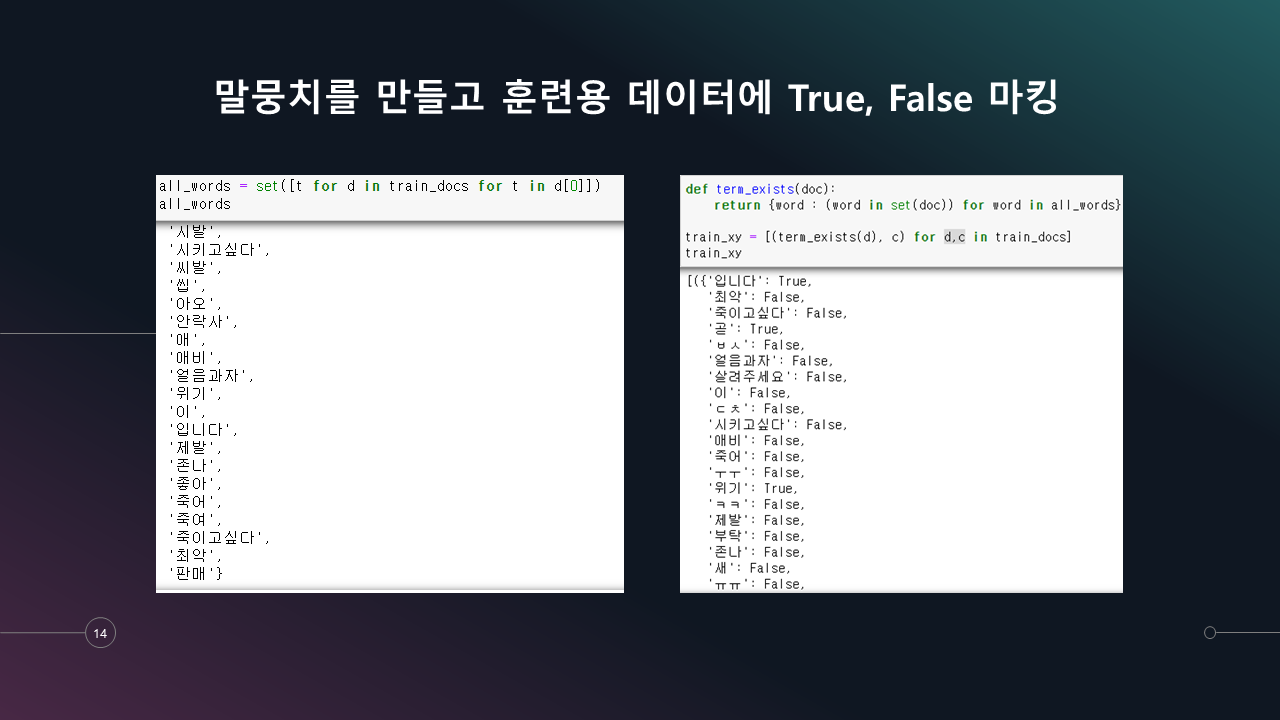 말뭉치를 만들고 훈련용 데이터에 True, False 마킹
all_words = set([t for d in train_docs for t in d[0]])
all_words
'시발',
'시키고싶다',
'씨발',
'씹',
'아오',
'안락사',
'애',
'애비',
'얼음과자',
'위기',
'이',
'입니다',
'제발',
'존나',
'좋아',
'죽어',
'죽여',
'죽이고싶다',
'최악',
'판매'}
def term_exists(doc):
    return {word : (word in set(doc)) for word in all_words}
train_xy = [(term_exists(d), c) for d,c in train_docs]
train_xy
[({'입니다': True,
'최악': False,
'죽이고싶다': False,
'곧': True,
'ㅂㅅ': False,
'얼음과자': False,
'살려주세요': False,
'이': False,
'ㄷㅊ': False,
'시키고싶다': False,
'애비': False,
'죽어': False,
'ㅜㅜ': False,
'위기': True,
'ㅋㅋ': False,
'제발': False,
'부탁': False,
'존나': False,
'새': False,
'ㅠㅠ': False,
14